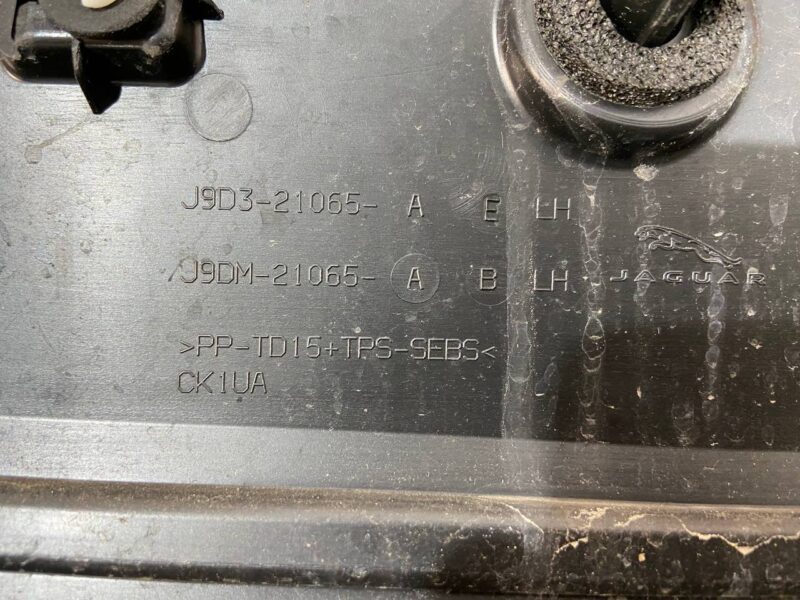 J9D3-21065- A E LH
J9DM-21065- A B LH
JAGUAR
>PP-TD15+TPS-SEBS<
CK1UA